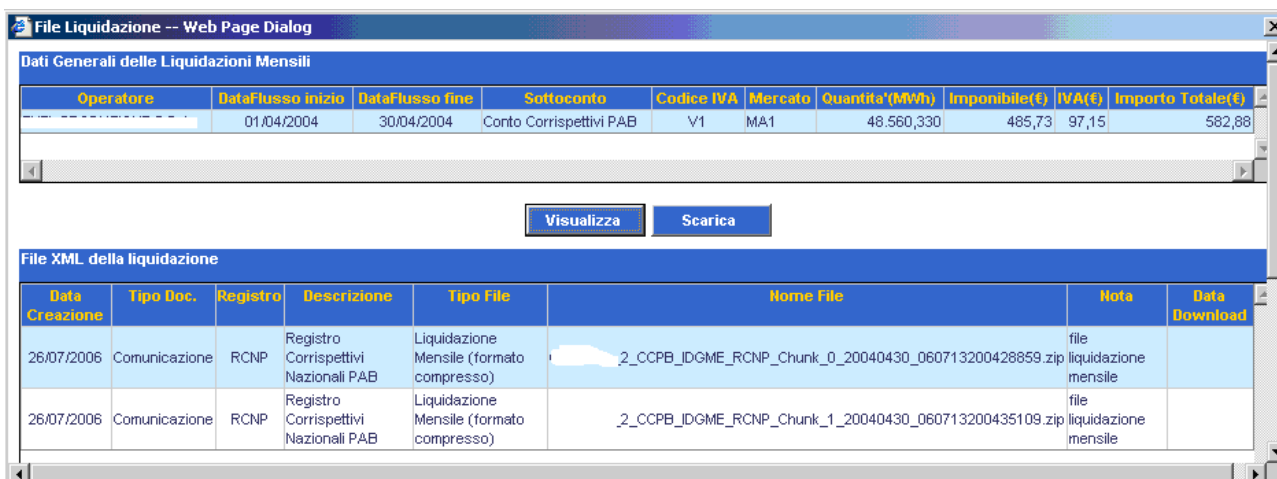 File Liquidazione -- Web Page Dialog
Dati Generali delle Liquidazioni Mensili
Operatore DataFlusso inizio DataFlusso fine Sottoconto Codice IVA Mercato Quantita'(MWh) Imponibile(€) IVA(€) Importo Totale(€)
01/04/2004 30/04/2004 Conto Corrispettivi PAB V1 MA1 48.560,330 485,73 97,15 582,88
Visualizza Scarica
File XML della liquidazione
Data Tipo Doc. Registro Descrizione Tipo File Nome File Nota Data
Creazione Download
Registro Liquidazione file
26/07/2006 Comunicazione RCNP Corrispettivi Mensile (formato _2_CCPB_IDGME_RCNP_Chunk_0_20040430_060713200428859.zip liquidazione
Nazionali PAB compresso) mensile
Registro Liquidazione file
26/07/2006 Comunicazione RCNP Corrispettivi Mensile (formato _2_CCPB_IDGME_RCNP_Chunk_1_20040430_060713200435109.zip liquidazione
Nazionali PAB compresso) mensile